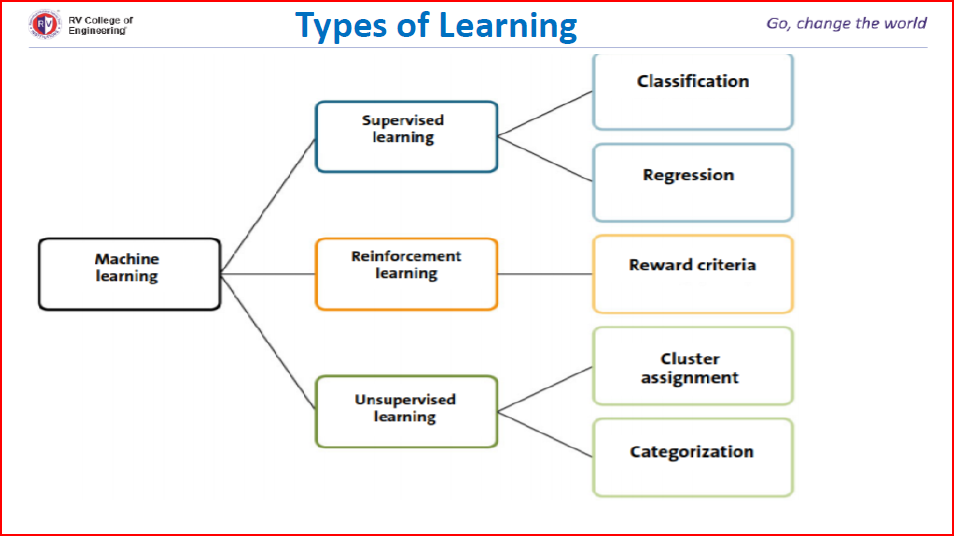 RV College of
Engineering
Types of Learning
Go, change the world
Machine
learning
Supervised
learning
Classification
Regression
Reinforcement
learning
Reward criteria
Unsupervised
learning
Cluster
assignment
Categorization